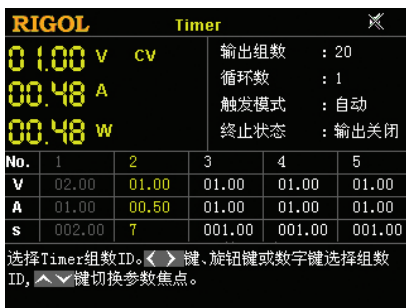 RIGOL Timer
01.00 V CV
00.48 A
00.48 W
输出组数 : 20
循环数 : 1
触发模式 : 自动
终止状态 : 输出关闭
No. 1 2 3 4 5
V 02.00 01.00 01.00 01.00 01.00
A 01.00 00.50 01.00 01.00 01.00
s 002.00 7 001.00 001.00 001.00
选择Timer组数ID。键、旋钮键或数字键选择组数
ID,键切换参数焦点。